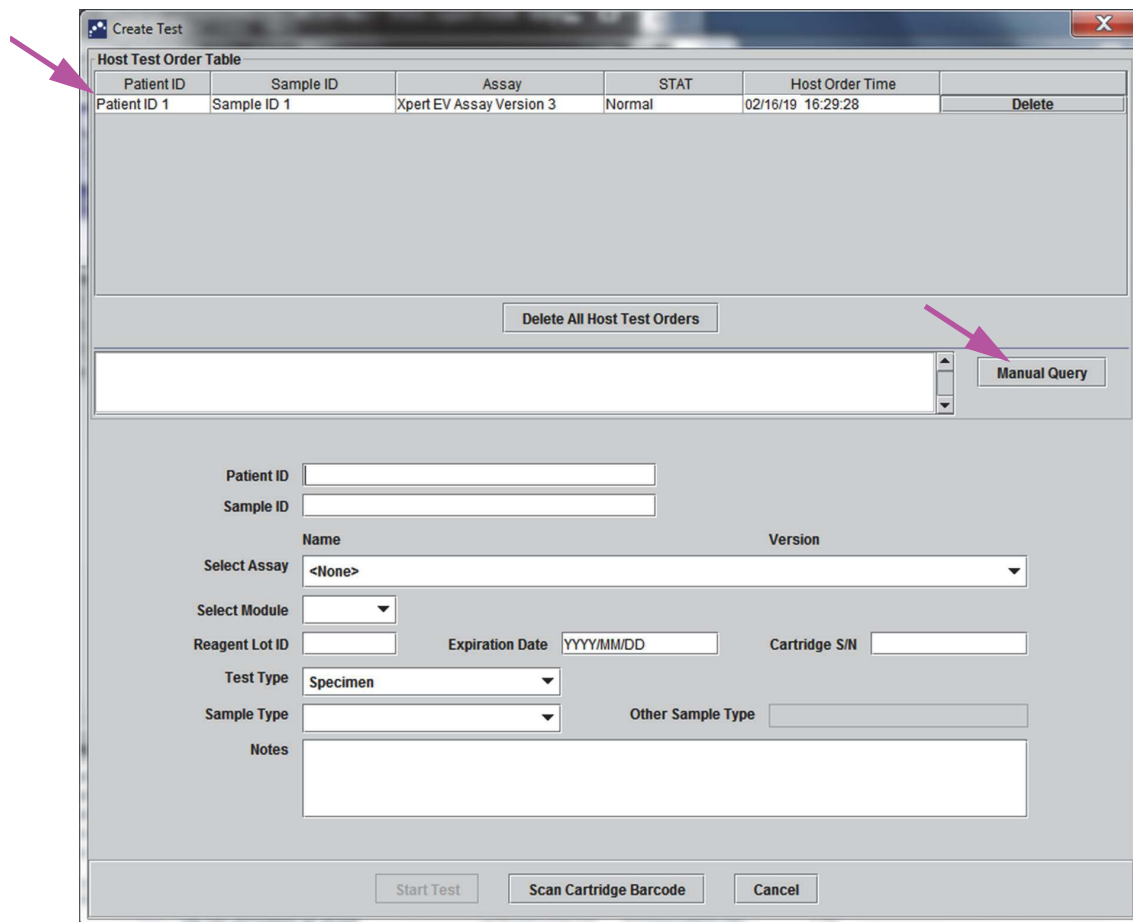 Create Test
Host Test Order Table
Patient ID Sample ID Assay STAT Host Order Time
Patient ID 1 Sample ID 1 Xpert EV Assay Version 3 Normal 02/16/19 16:29:28 Delete
Delete All Host Test Orders
Manual Query
Patient ID
Sample ID
Name Version
Select Assay <None>
Select Module
Reagent Lot ID Expiration Date YYYY/MM/DD Cartridge S/N
Test Type Specimen
Sample Type Other Sample Type
Notes
Start Test Scan Cartridge Barcode Cancel